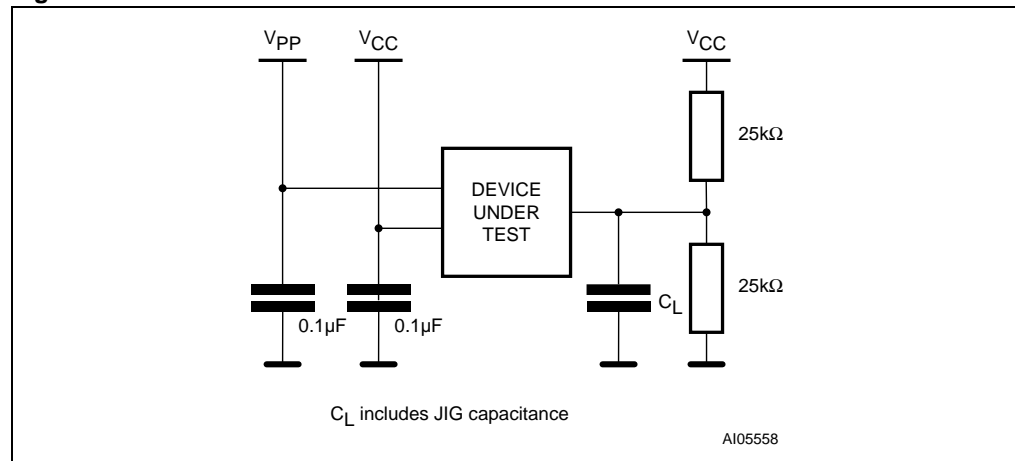 VPP
VCC
VCC
25kΩ
DEVICE
UNDER
TEST
25kΩ
CL
0.1µF
0.1µF
CL includes JIG capacitance
AI05558